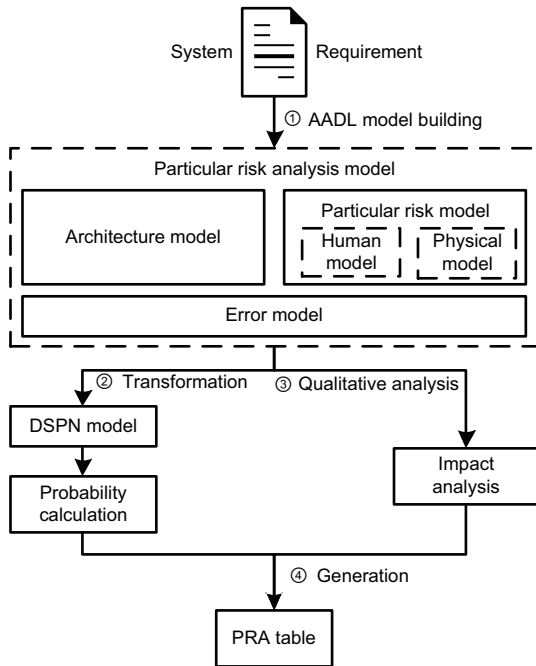 System Requirement
① AADL model building
Particular risk analysis model
Architecture model
Particular risk model
Human
model
Physical
model
Error model
② Transformation
③ Qualitative analysis
DSPN model
Probability
calculation
Impact
analysis
④ Generation
PRA table